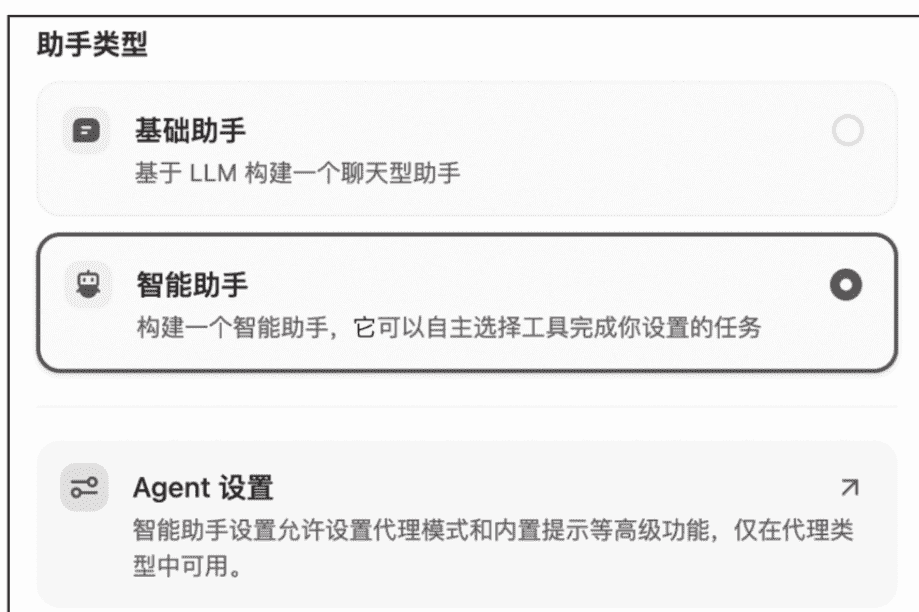 助手类型
基础助手
基于 LLM 构建一个聊天型助手
智能助手
构建一个智能助手，它可以自主选择工具完成你设置的任务
Agent 设置
智能助手设置允许设置代理模式和内置提示等高级功能，仅在代理类
型中可用。